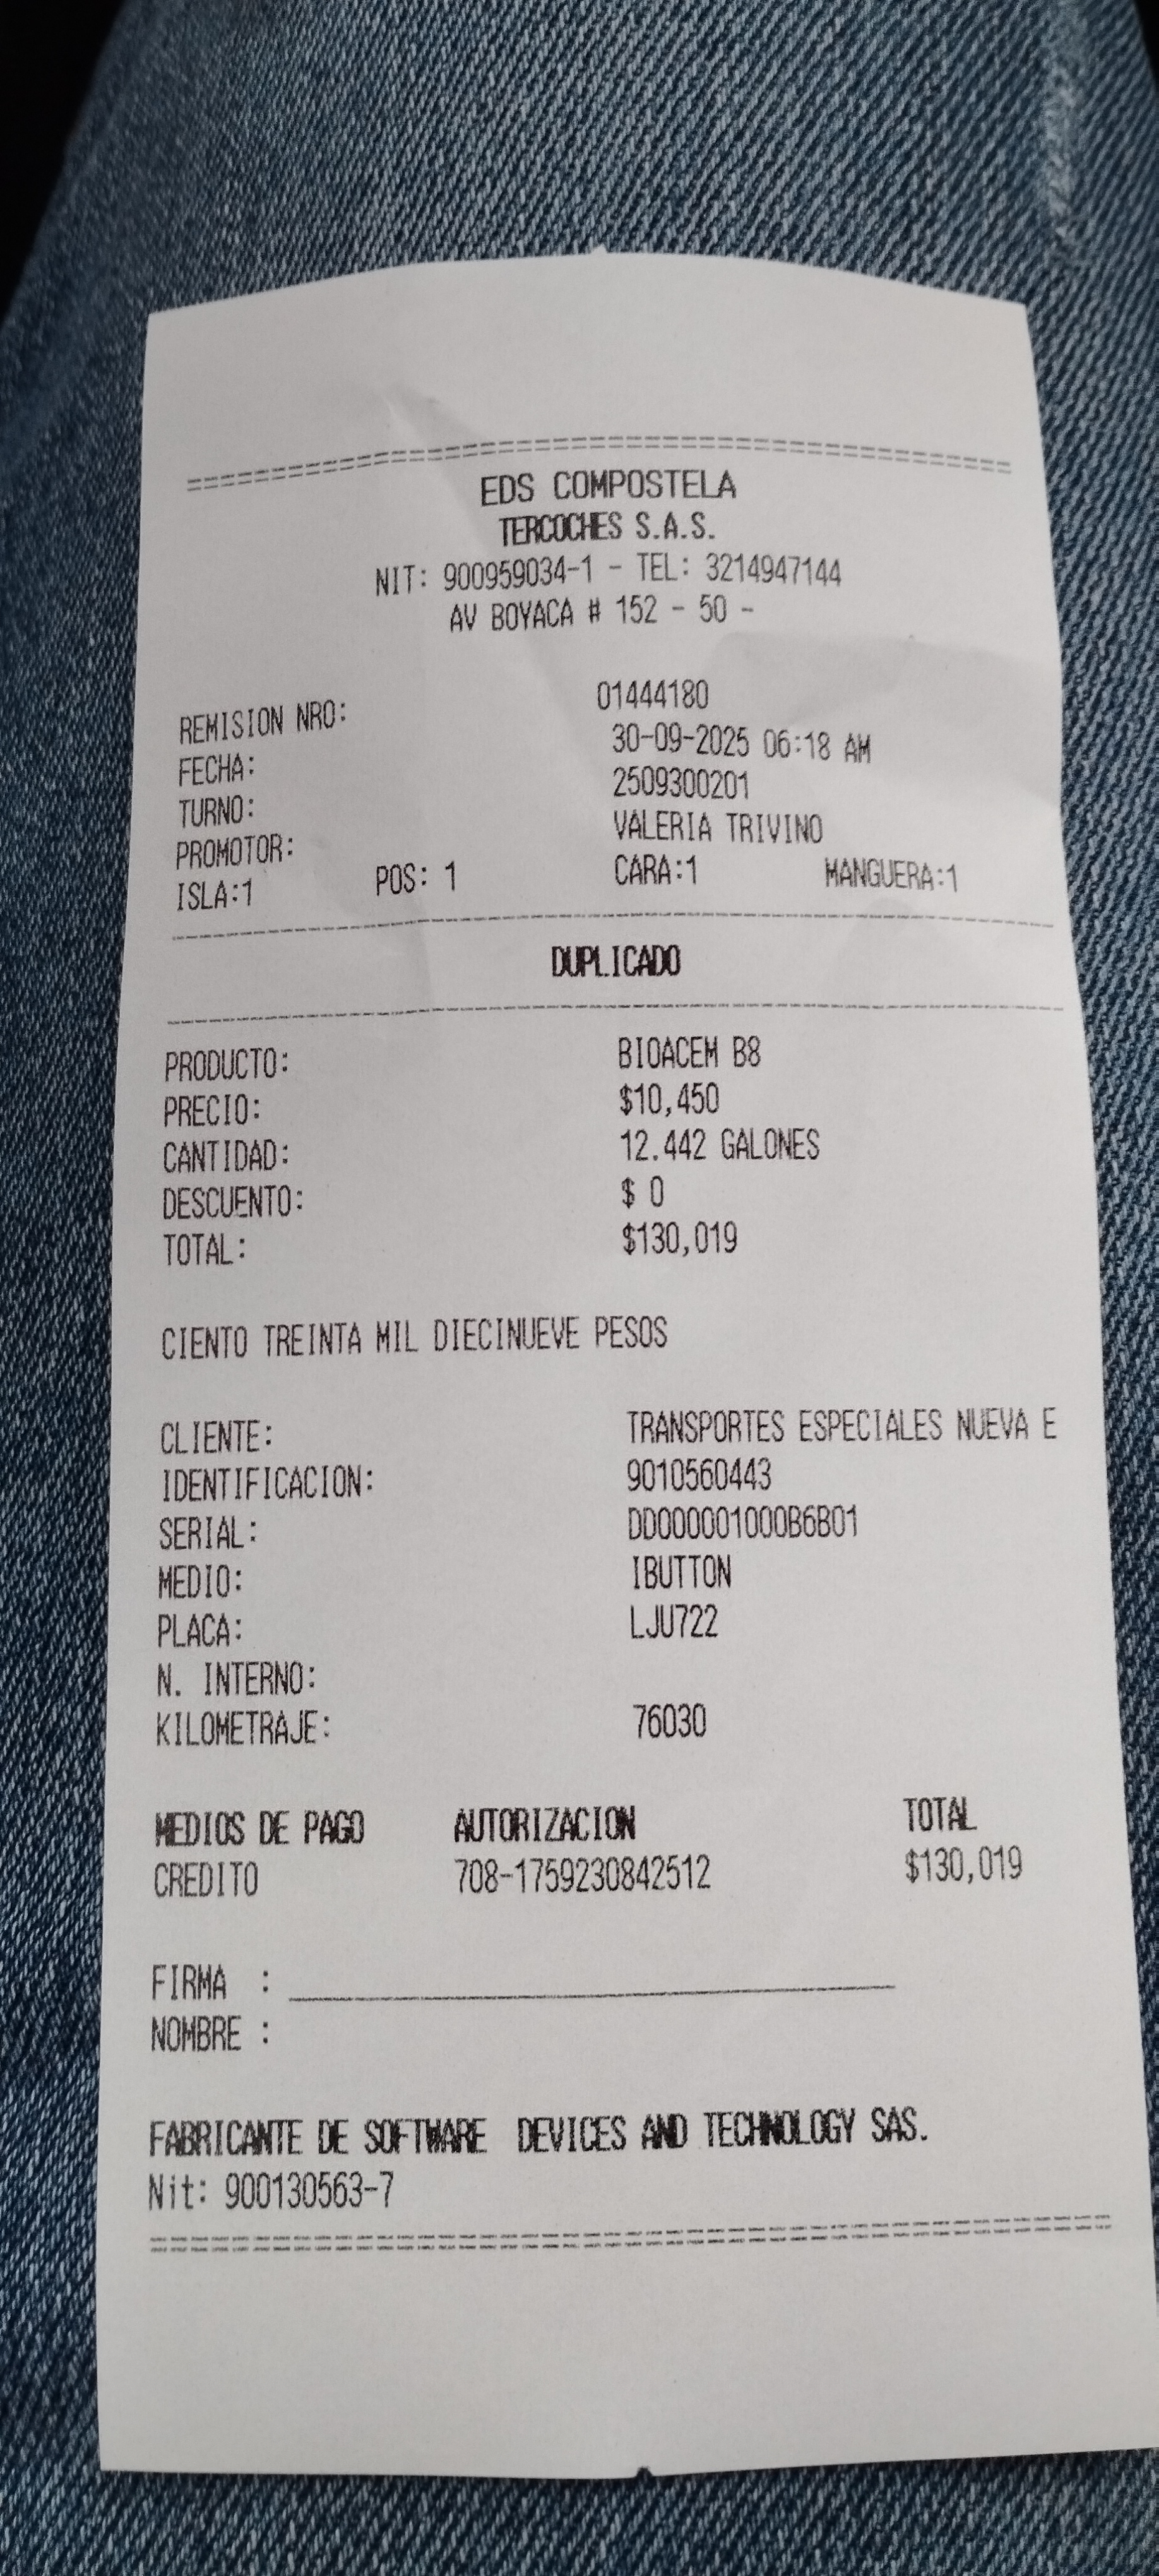 EDS COMPOSTELA
TERCOCHES S.A.S.
NIT: 900959034-1 - TEL: 3214947144
AV BOYACA # 152 - 50 -
REMISION NRO: 01444180
FECHA: 30-09-2025 06:18 AM
TURNO: 2509300201
PROMOTOR: VALERIA TRIVINO
ISLA:1 POS: 1 CARA:1 MANGUERA:1
DUPLICADO
PRODUCTO: BIOACEM B8
PRECIO: $10,450
CANTIDAD: 12.442 GALONES
DESCUENTO: $ 0
TOTAL: $130,019
CIENTO TREINTA MIL DIECINUEVE PESOS
CLIENTE: TRANSPORTES ESPECIALES NUEVA E
IDENTIFICACION: 9010560443
SERIAL: DD000001000B6B01
MEDIO: IBUTTON
PLACA: LJU722
N. INTERNO:
KILOMETRAJE: 76030
MEDIOS DE PAGO AUTORIZACION TOTAL
CREDITO 708-1759230842512 $130,019
FIRMA :
NOMBRE :
FABRICANTE DE SOFTWARE DEVICES AND TECHNOLOGY SAS.
Nit: 900130563-7